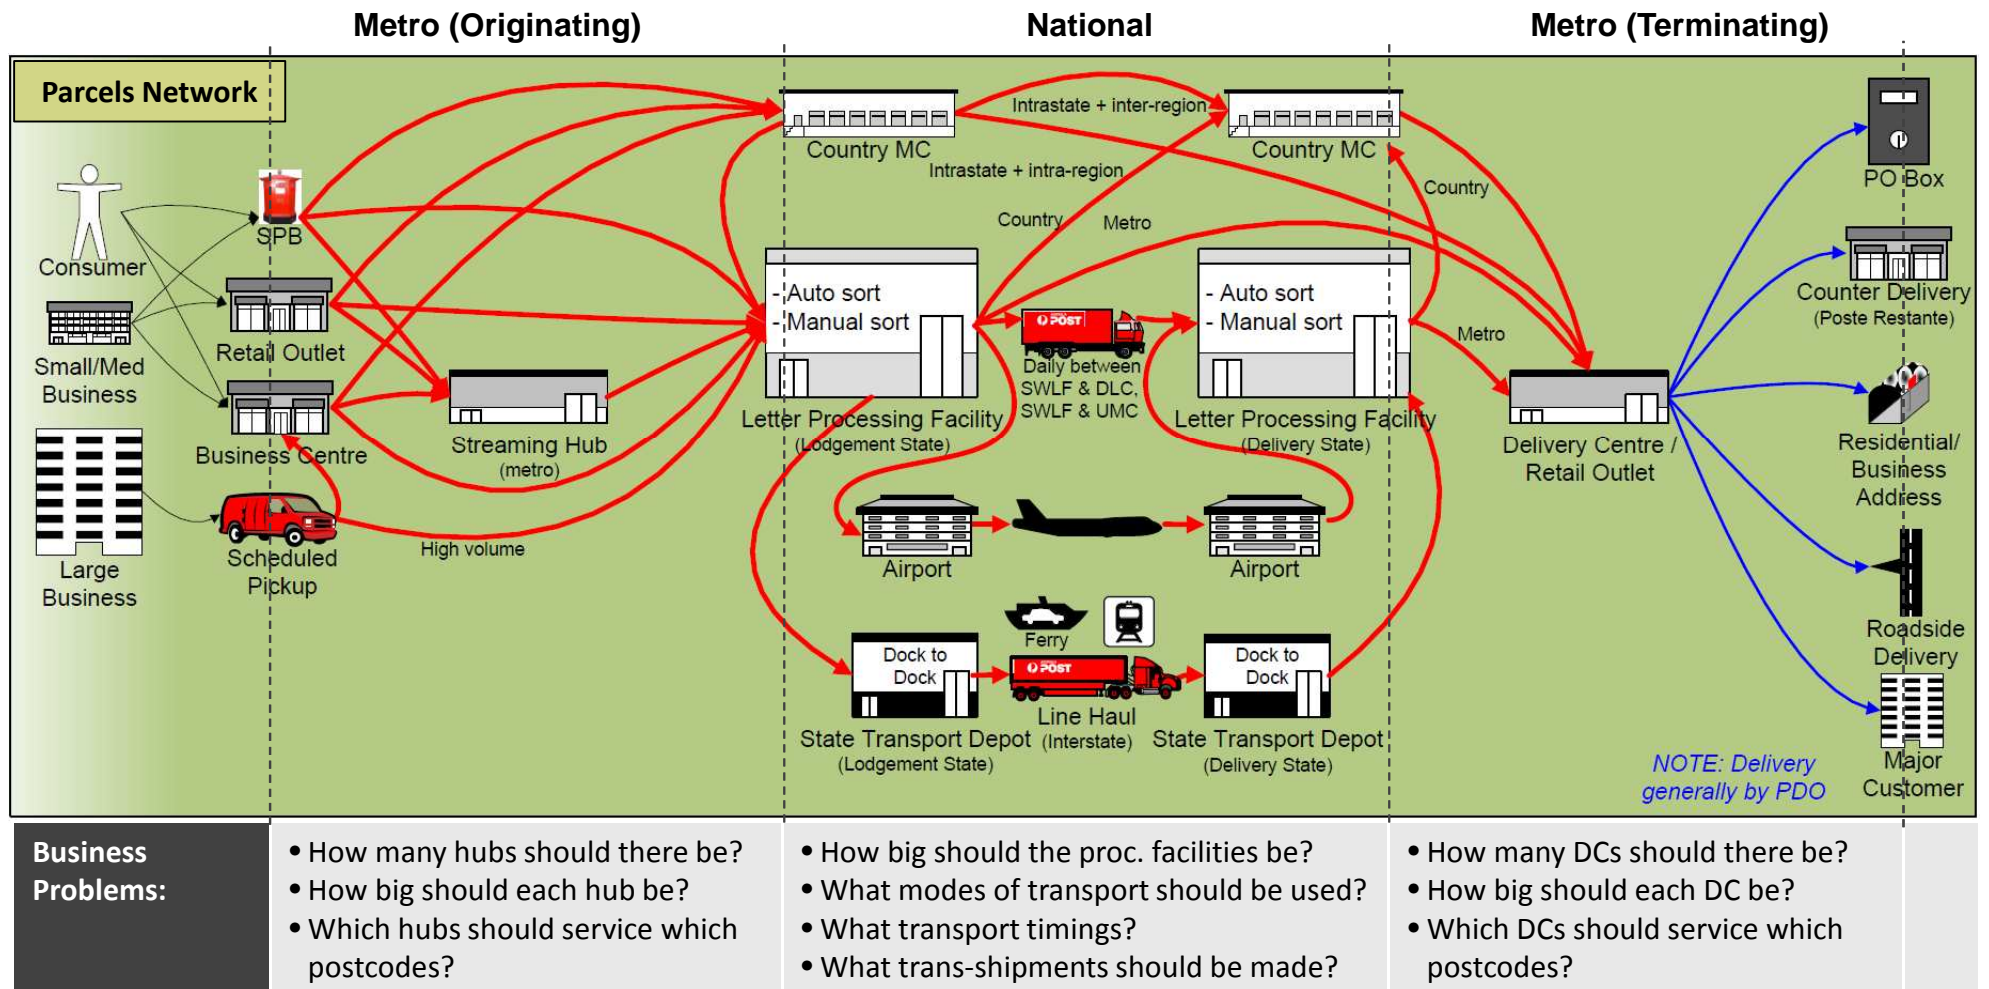 Metro (Originating)
National
Metro (Terminating)
Parcels Network
Consumer
Small/Med
Business
Large
Business
SPB
Retail Outlet
Business Centre
Scheduled
Pickup
High volume
Streaming Hub
(metro)
Country MC
Intrastate + inter-region
Country MC
Intrastate + intra-region
Country
Metro
Country
- Auto sort
- Manual sort
Letter Processing Facility
(Lodgement State)
POST
Daily between
SWLF & DLC,
SWLF & UMC
- Auto sort
- Manual sort
Letter Processing Facility
(Delivery State)
Metro
Airport
Airport
Ferry
Dock to
Dock
State Transport Depot
(Lodgement State)
POST
Line Haul
(Interstate)
Dock to
Dock
State Transport Depot
(Delivery State)
Delivery Centre /
Retail Outlet
PO Box
Counter Delivery
(Poste Restante)
Residential/
Business
Address
Roadside
Delivery
Major
Customer
NOTE: Delivery
generally by PDO
Business
Problems:
• How many hubs should there be?
• How big should each hub be?
• Which hubs should service which
postcodes?
• How big should the proc. facilities be?
• What modes of transport should be used?
• What transport timings?
• What trans-shipments should be made?
• How many DCs should there be?
• How big should each DC be?
• Which DCs should service which
postcodes?